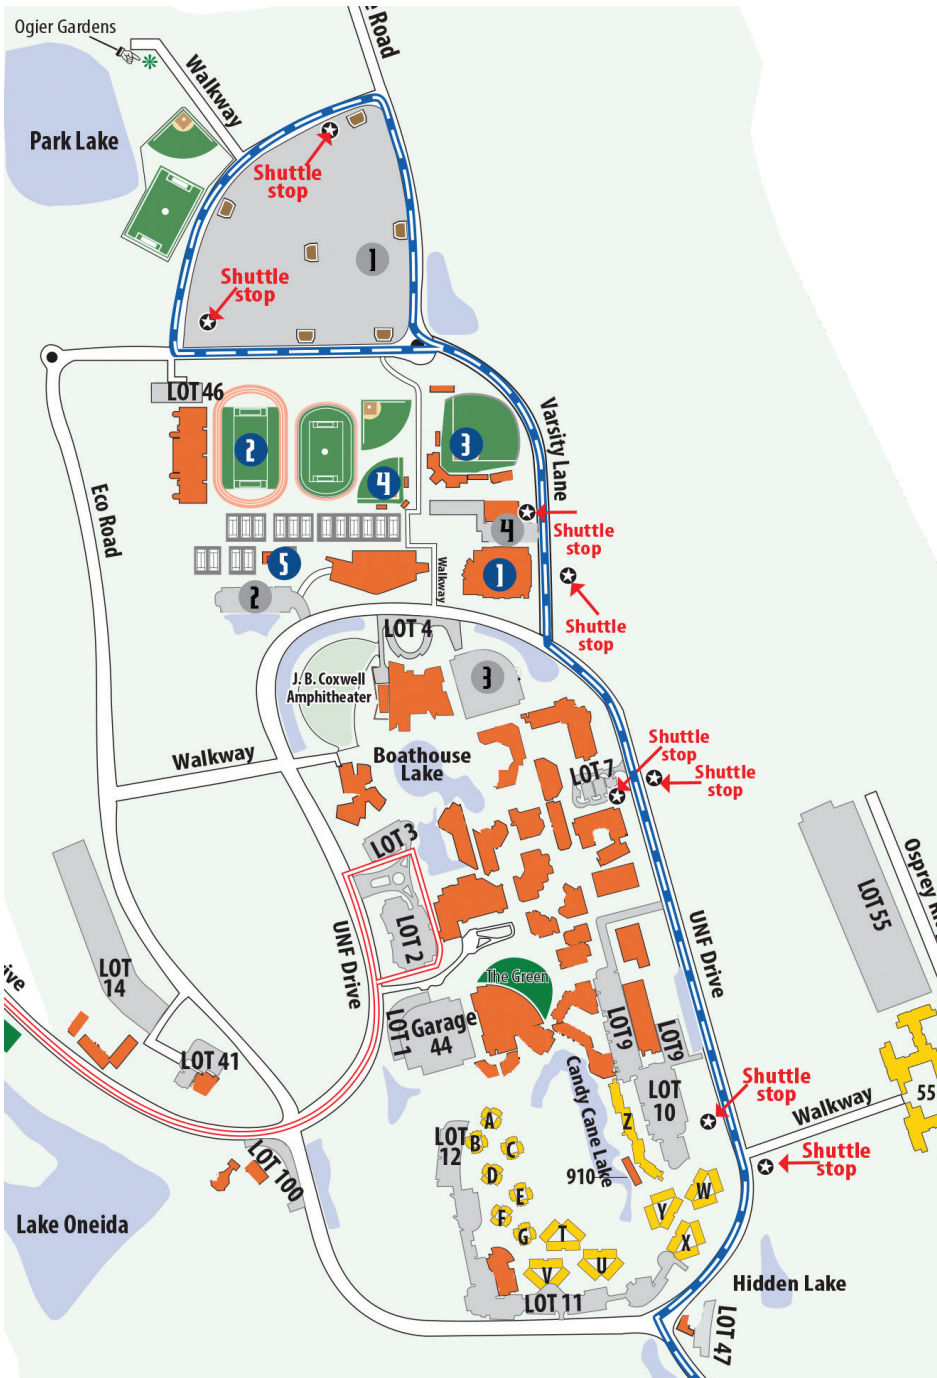 Ogier Gardens
Road
Walkway
Park Lake
Shuttle
stop
1
Shuttle
stop
LOT 46
Varsity Lane
2
3
4
Eco Road
4
Shuttle
stop
5
1
2
Walkway
Shuttle
stop
LOT 4
J. B. Coxwell
Amphitheater
3
Walkway
Boathouse
Lake
Shuttle
stop
LOT 7
Shuttle
stop
LOT 3
LOT 55
Osprey
UNF Drive
LOT 2
UNF Drive
LOT
14
ive
The Green
LOT 1
Garage
44
LOT9
LOT9
LOT 41
Candy Cane Lake
Shuttle
stop
LOT
10
Walkway
55
A
Z
LOT
12
B
C
Shuttle
stop
LOT 100
D
910
W
E
Y
Lake Oneida
F
G
T
X
V
U
Hidden Lake
LOT 11
LOT 47